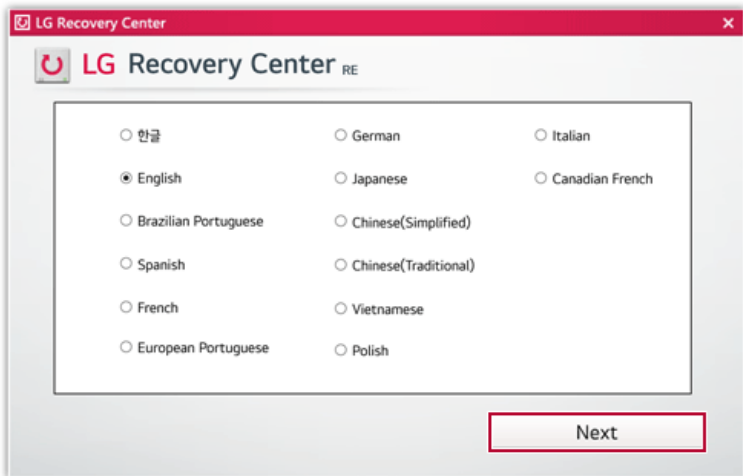 LG Recovery Center
LG Recovery Center RE
한글
German
Italian
English
Japanese
Canadian French
Brazilian Portuguese
Chinese(Simplified)
Spanish
Chinese(Traditional)
French
Vietnamese
European Portuguese
Polish
Next